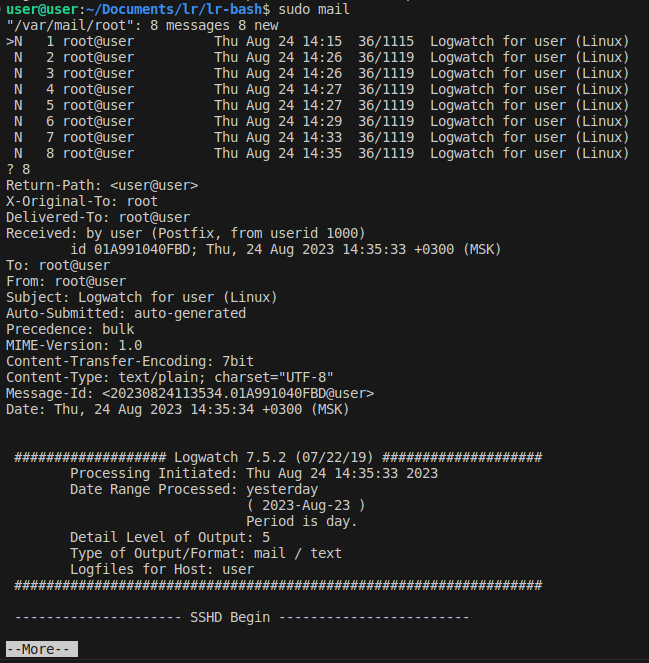 user@user:~/Documents/lr/lr-bash$ sudo mail
"/var/mail/root": 8 messages 8 new
>N   1 root@user          Thu Aug 24 14:15  36/1115  Logwatch for user (Linux)
 N   2 root@user          Thu Aug 24 14:26  36/1119  Logwatch for user (Linux)
 N   3 root@user          Thu Aug 24 14:26  36/1119  Logwatch for user (Linux)
 N   4 root@user          Thu Aug 24 14:27  36/1119  Logwatch for user (Linux)
 N   5 root@user          Thu Aug 24 14:27  36/1119  Logwatch for user (Linux)
 N   6 root@user          Thu Aug 24 14:29  36/1119  Logwatch for user (Linux)
 N   7 root@user          Thu Aug 24 14:33  36/1119  Logwatch for user (Linux)
 N   8 root@user          Thu Aug 24 14:35  36/1119  Logwatch for user (Linux)
? 8
Return-Path: <user@user>
X-Original-To: root
Delivered-To: root@user
Received: by user (Postfix, from userid 1000)
        id 01A991040FBD; Thu, 24 Aug 2023 14:35:33 +0300 (MSK)
To: root@user
From: root@user
Subject: Logwatch for user (Linux)
Auto-Submitted: auto-generated
Precedence: bulk
MIME-Version: 1.0
Content-Transfer-Encoding: 7bit
Content-Type: text/plain; charset="UTF-8"
Message-Id: <20230824113534.01A991040FBD@user>
Date: Thu, 24 Aug 2023 14:35:34 +0300 (MSK)
 ################### Logwatch 7.5.2 (07/22/19) ####################
        Processing Initiated: Thu Aug 24 14:35:33 2023
        Date Range Processed: yesterday
                              ( 2023-Aug-23 )
                              Period is day.
        Detail Level of Output: 5
        Type of Output/Format: mail / text
        Logfiles for Host: user
 ##################################################################
 --------------------- SSHD Begin ------------------------
--More--